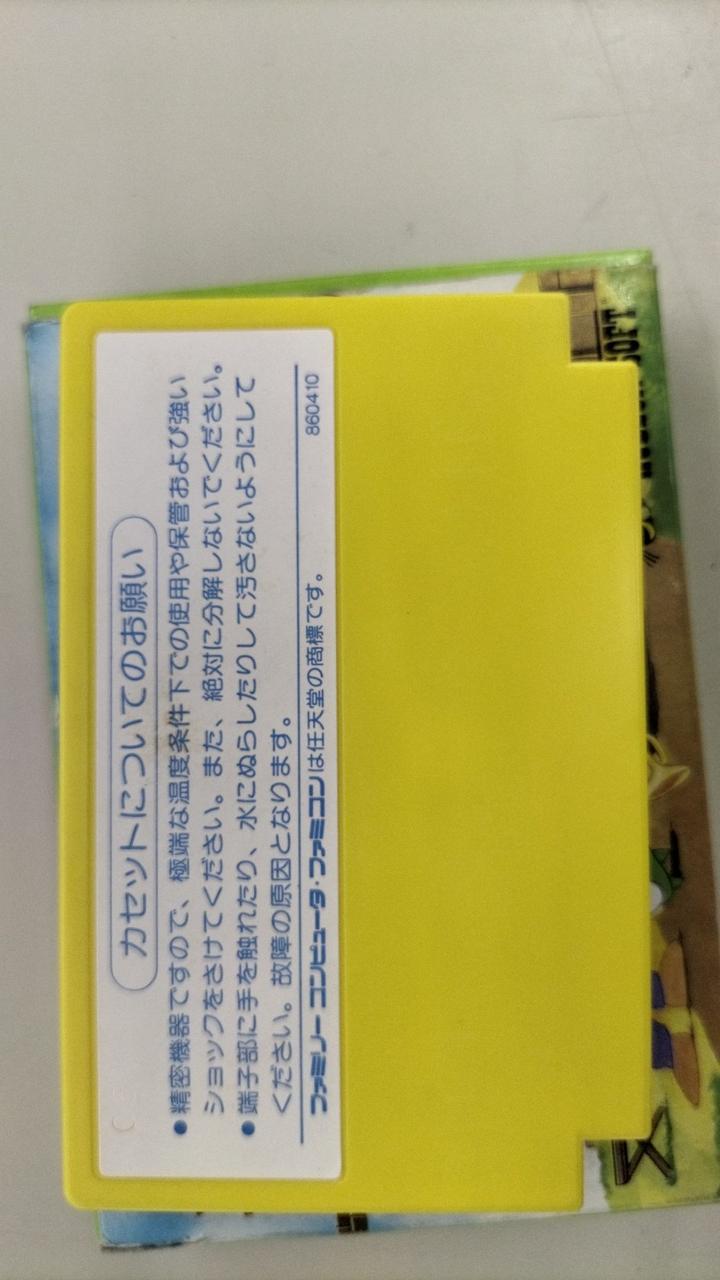 カセットについてのお願い
●精密機器ですので、極端な温度条件下での使用や保管および強い
ショックをさけてください。また、絶対に分解しないでください。
●端子部に手を触れたり、水にぬらしたりして汚さないようにして
ください。故障の原因となります。
ファミリー コンピュータ・ファミコンは任天堂の商標です。 860410
SOFT